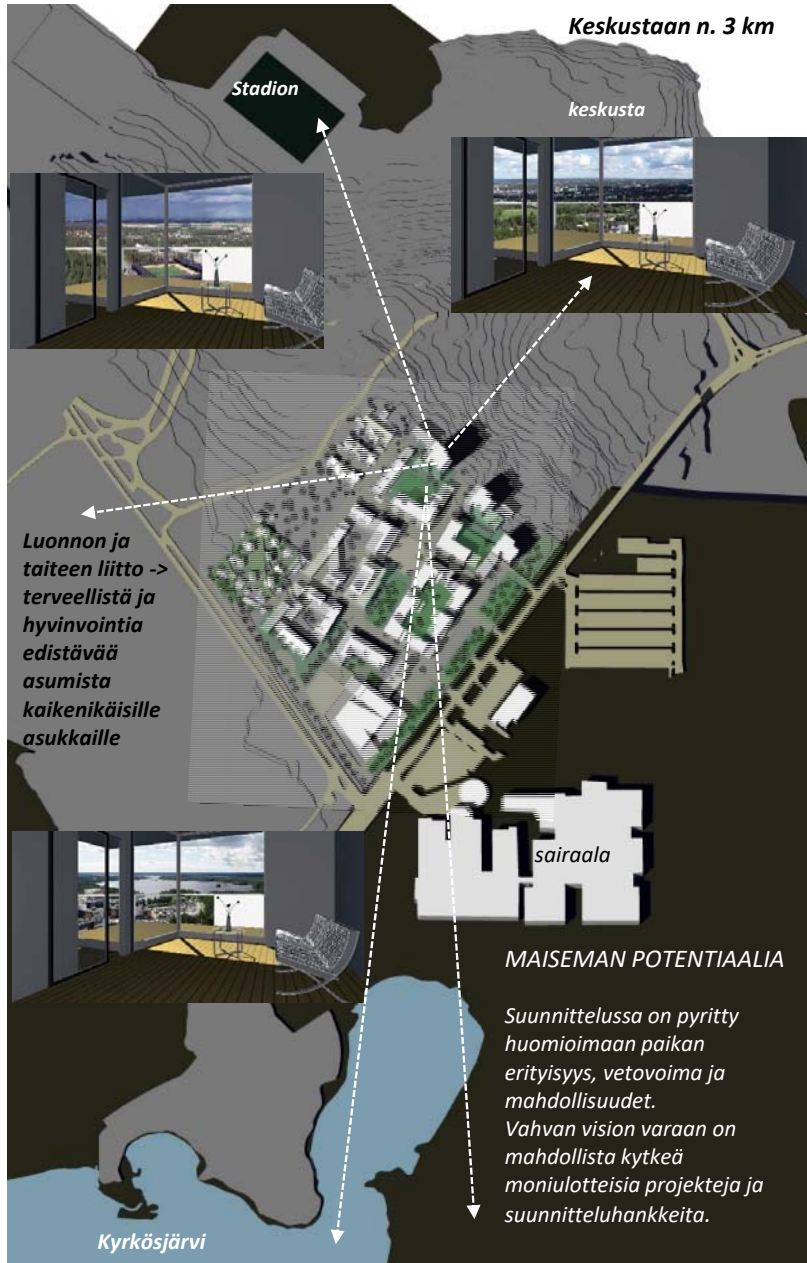 Keskustaan n. 3 km
Stadion
keskusta
Luonnon ja
taiteen liitto ->
terveellistä ja
hyvinvointia
edistävää
asumista
kaikenikäisille
asukkaille
sairaala
MAISEMAN POTENTIAALIA
Suunnittelussa on pyritty
huomioimaan paikan
erityisyys, vetovoima ja
mahdollisuudet.
Vahvan vision varaan on
mahdollista kytkeä
moniulotteisia projekteja ja
suunnitteluhankkeita.
Kyrkösjärvi